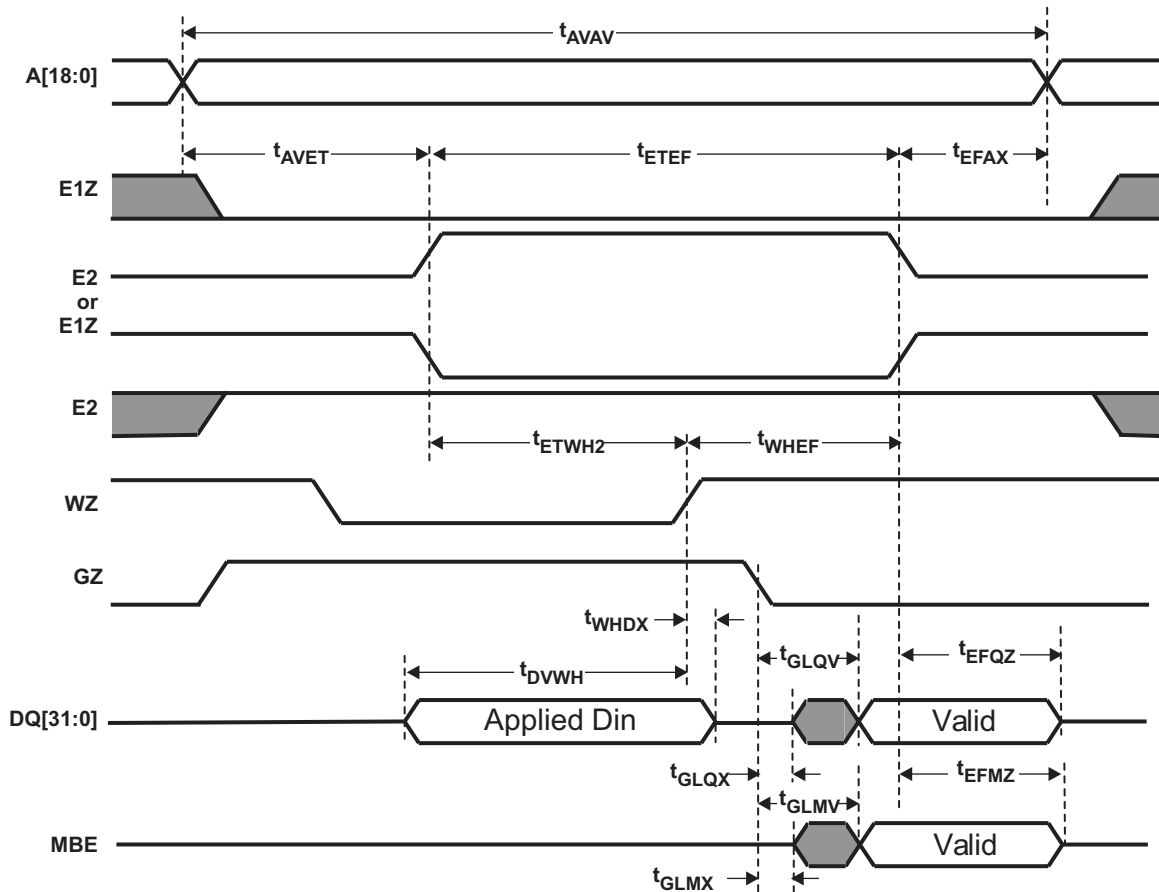 tAVAV
A[18:0]
tAVET
tETEF
tEFAX
E1Z
E2
or
E1Z
E2
tETWH2
tWHEF
WZ
GZ
tWHDX
tGLQV
tEFQZ
tDVWH
DQ[31:0]
Applied Din
Valid
tGLQX
tEFMZ
tGLMV
MBE
Valid
tGLMX